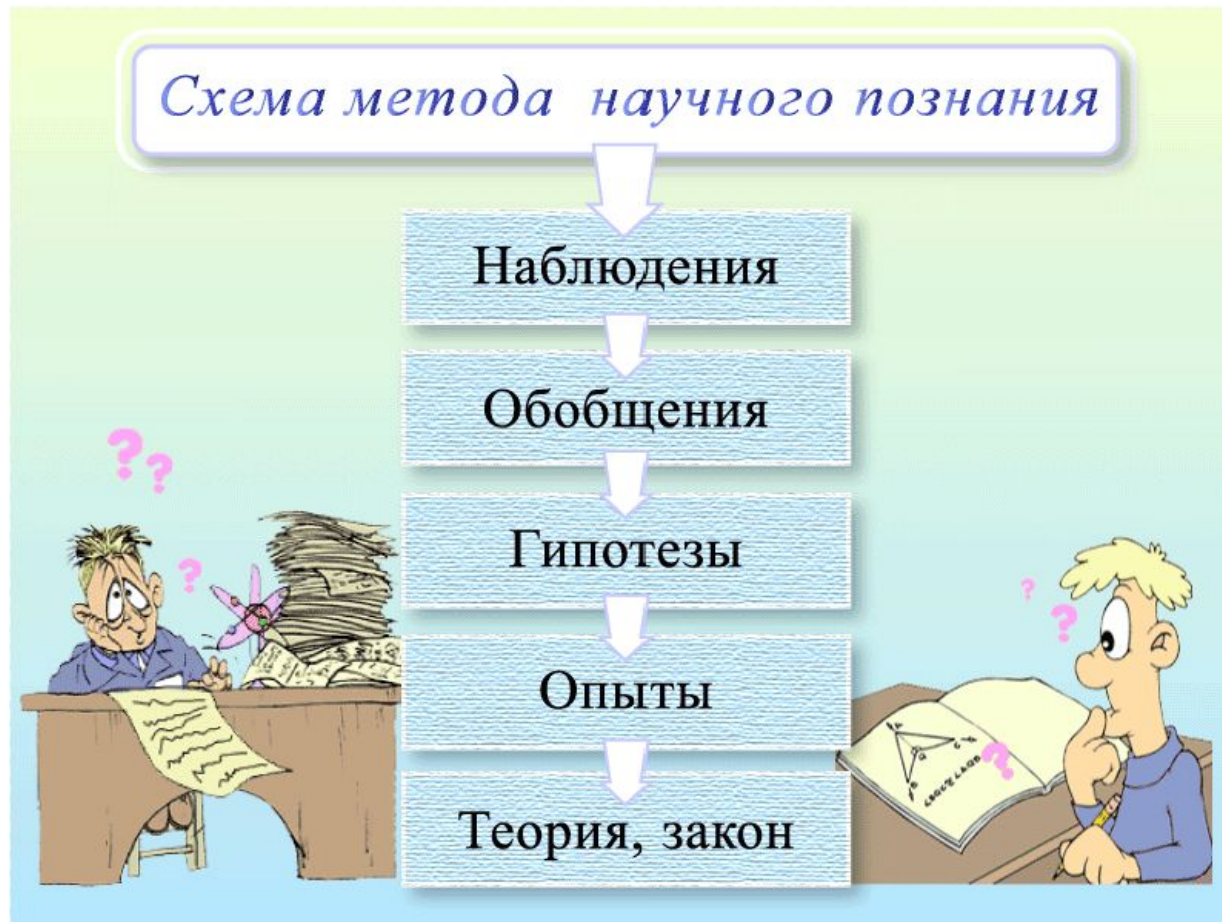 Схема метода научного познания
Наблюдения
Обобщения
Гипотезы
Опыты
Теория, закон